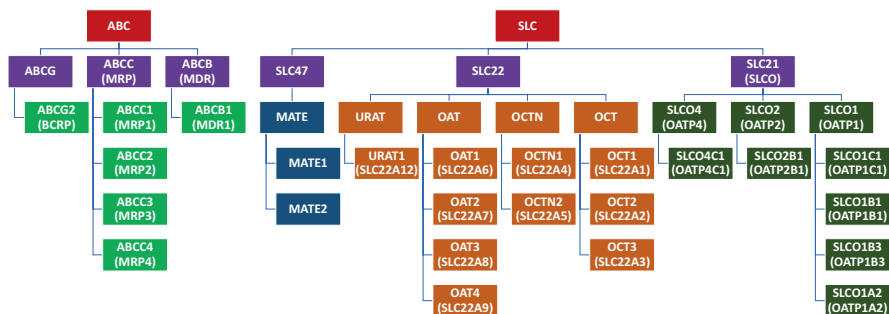 ABC
SLC
ABCG
ABCC
(MRP)
ABCB
(MDR)
SLC47
SLC22
SLC21
(SLCO)
ABCG2
(BCRP)
ABCC1
(MRP1)
ABCB1
(MDR1)
MATE
URAT
OAT
OCTN
OCT
SLCO4
(OATP4)
SLCO2
(OATP2)
SLCO1
(OATP1)
ABCC2
(MRP2)
MATE1
URAT1
(SLC22A12)
OAT1
(SLC22A6)
OCTN1
(SLC22A4)
OCT1
(SLC22A1)
SLCO4C1
(OATP4C1)
SLCO2B1
(OATP2B1)
SLCO1C1
(OATP1C1)
ABCC3
(MRP3)
MATE2
OAT2
(SLC22A7)
OCTN2
(SLC22A5)
OCT2
(SLC22A2)
SLCO1B1
(OATP1B1)
ABCC4
(MRP4)
OAT3
(SLC22A8)
OCT3
(SLC22A3)
SLCO1B3
(OATP1B3
OAT4
(SLC22A9)
SLCO1A2
(OATP1A2)